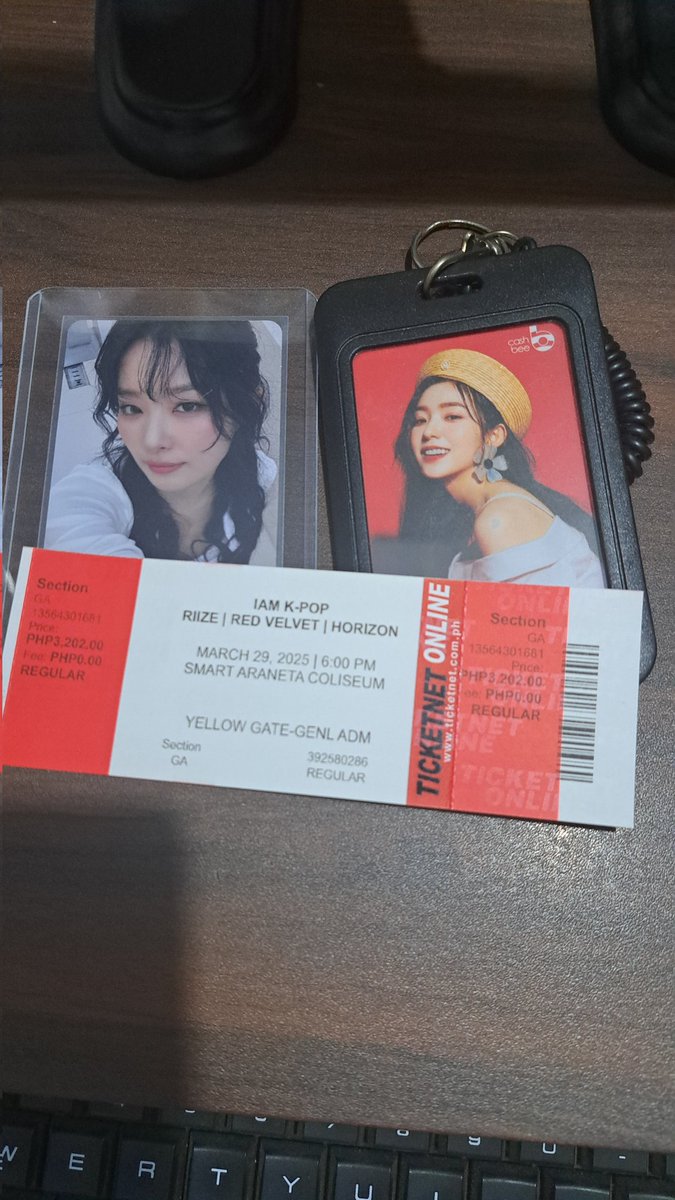 cash
bee
Section
GA
13564301681
Price:
PHP3,202.00
Fee: PHP0.00
REGULAR
IAM K-POP
RIIZE | RED VELVET | HORIZON
MARCH 29, 2025 | 6:00 PM
SMART ARANETA COLISEUM
YELLOW GATE-GENL ADM
Section
GA
392580286
REGULAR
TICKETNET ONLINE
www.ticketnet.com.ph
Section
GA
13564301681
Price:
PHP3,202.00
Fee: PHP0.00
REGULAR
TICKET
ONLI
W E R T Y U